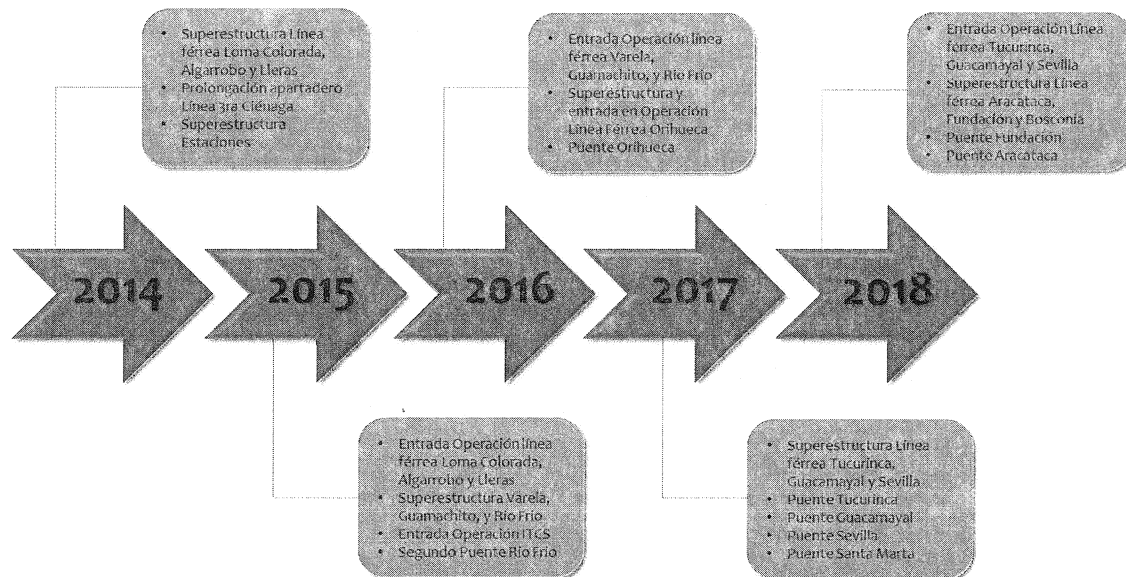 • Superestructura Línea
férrea Loma Colorada,
Algarrobo y Lleras
• Prolongación apartadero
Línea 3ra Ciénaga
• Superestructura
Estaciones
• Entrada Operación línea
férrea Varela,
Guamachito, y Rio Frio
• Superestructura y
entrada en Operación
Línea Férrea Orihueca
• Puente Orihueca
• Entrada Operación Línea
férrea Tucurinca,
Guacamayal y Sevilla
• Superestructura Línea
férrea Aracataca,
Fundación y Bosconia
• Puente Fundación
• Puente Aracataca
2014
2015
2016
2017
2018
• Entrada Operación línea
férrea Loma Colorada,
Algarrobo y Lleras
• Superestructura Varela,
Guamachito, y Rio Frio
• Entrada Operación ITCS
• Segundo Puente Rio Frio
• Superestructura Línea
férrea Tucurinca,
Guacamayal y Sevilla
• Puente Tucurinca
• Puente Guacamayal
• Puente Sevilla
• Puente Santa Marta